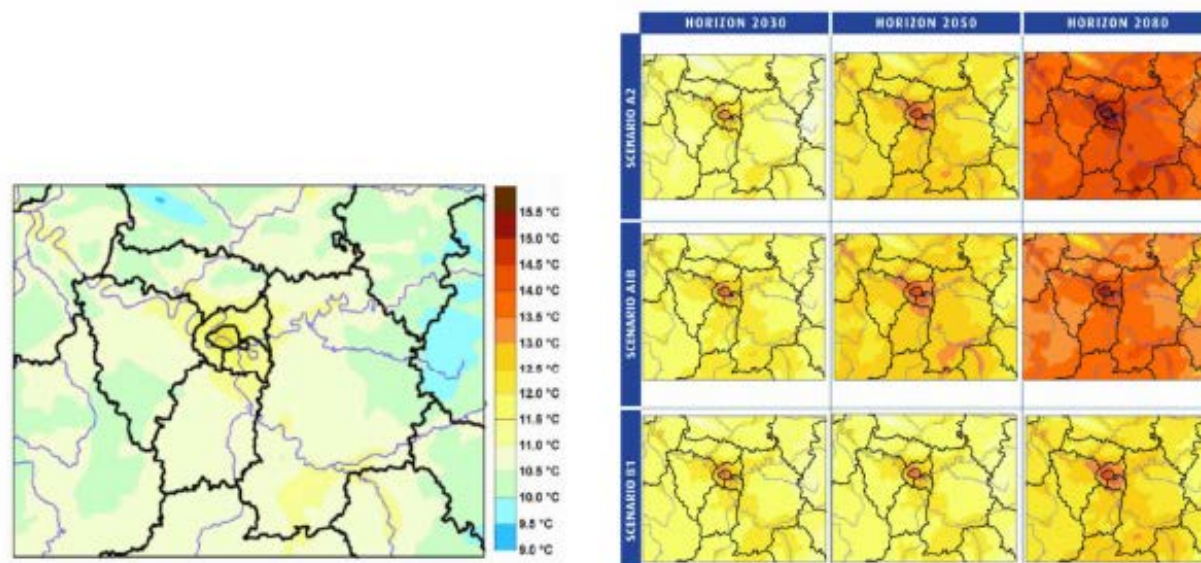 15.5 °C
15.0 °C
14.5 °C
14.0 °C
13.5 °C
13.0 °C
12.5 °C
12.0 °C
11.5 °C
11.0 °C
10.5 °C
10.0 °C
9.5 °C
9.0 °C
HORIZON 2030 HORIZON 2050 HORIZON 2080
SCENARIO A2
SCENARIO A1B
SCENARIO B1